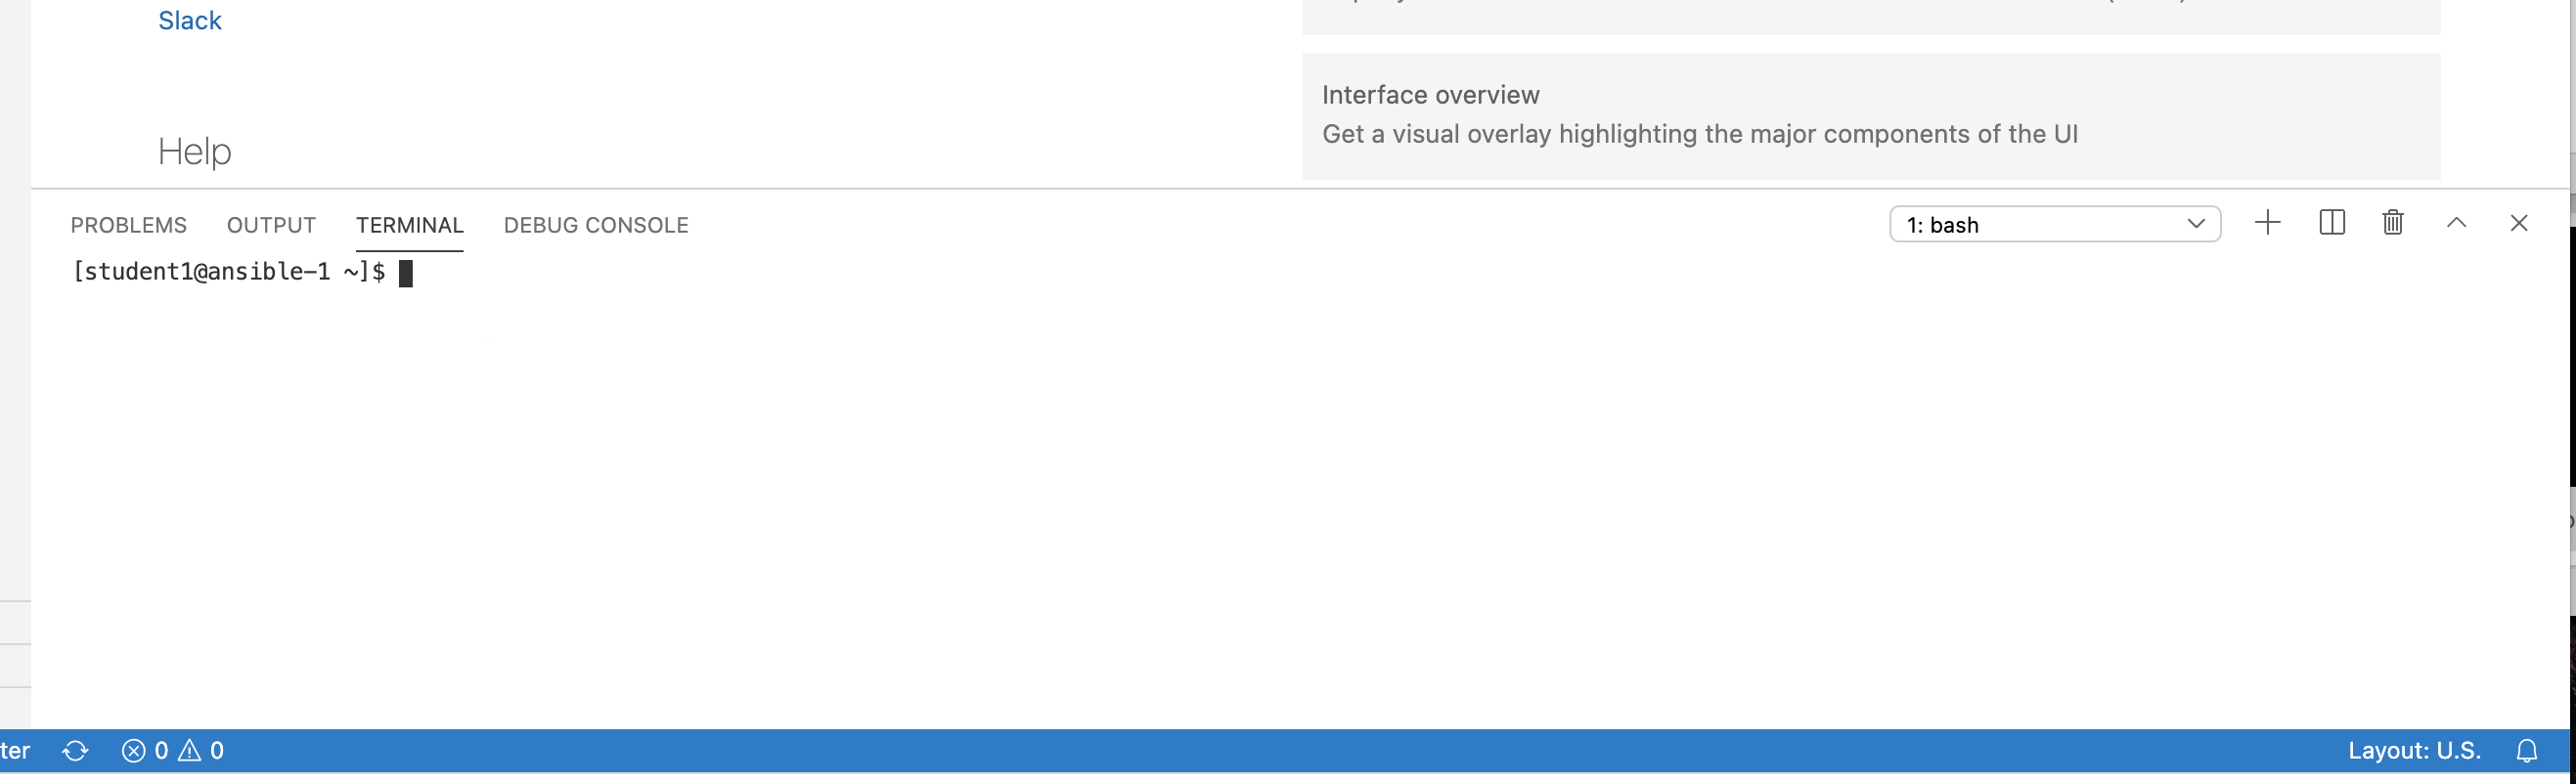 Slack
Help
Interface overview
Get a visual overlay highlighting the major components of the UI
PROBLEMS OUTPUT TERMINAL DEBUG CONSOLE
1: bash
[student1@ansible-1 ~]$
ter 0 0 Layout: U.S.